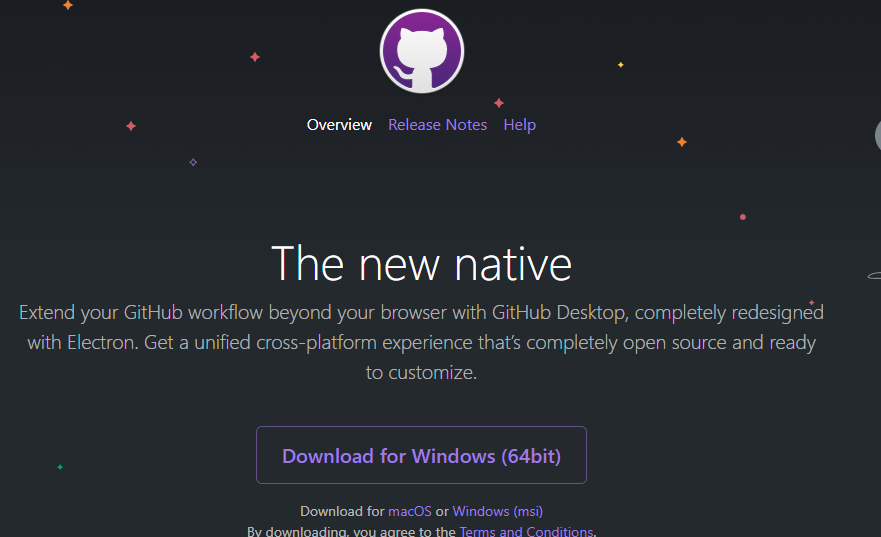 Overview Release Notes Help
The new native
Extend your GitHub workflow beyond your browser with GitHub Desktop, completely redesigned
with Electron. Get a unified cross-platform experience that’s completely open source and ready
to customize.
Download for Windows (64bit)
Download for macOS or Windows (msi)
By downloading, you agree to the Terms and Conditions.